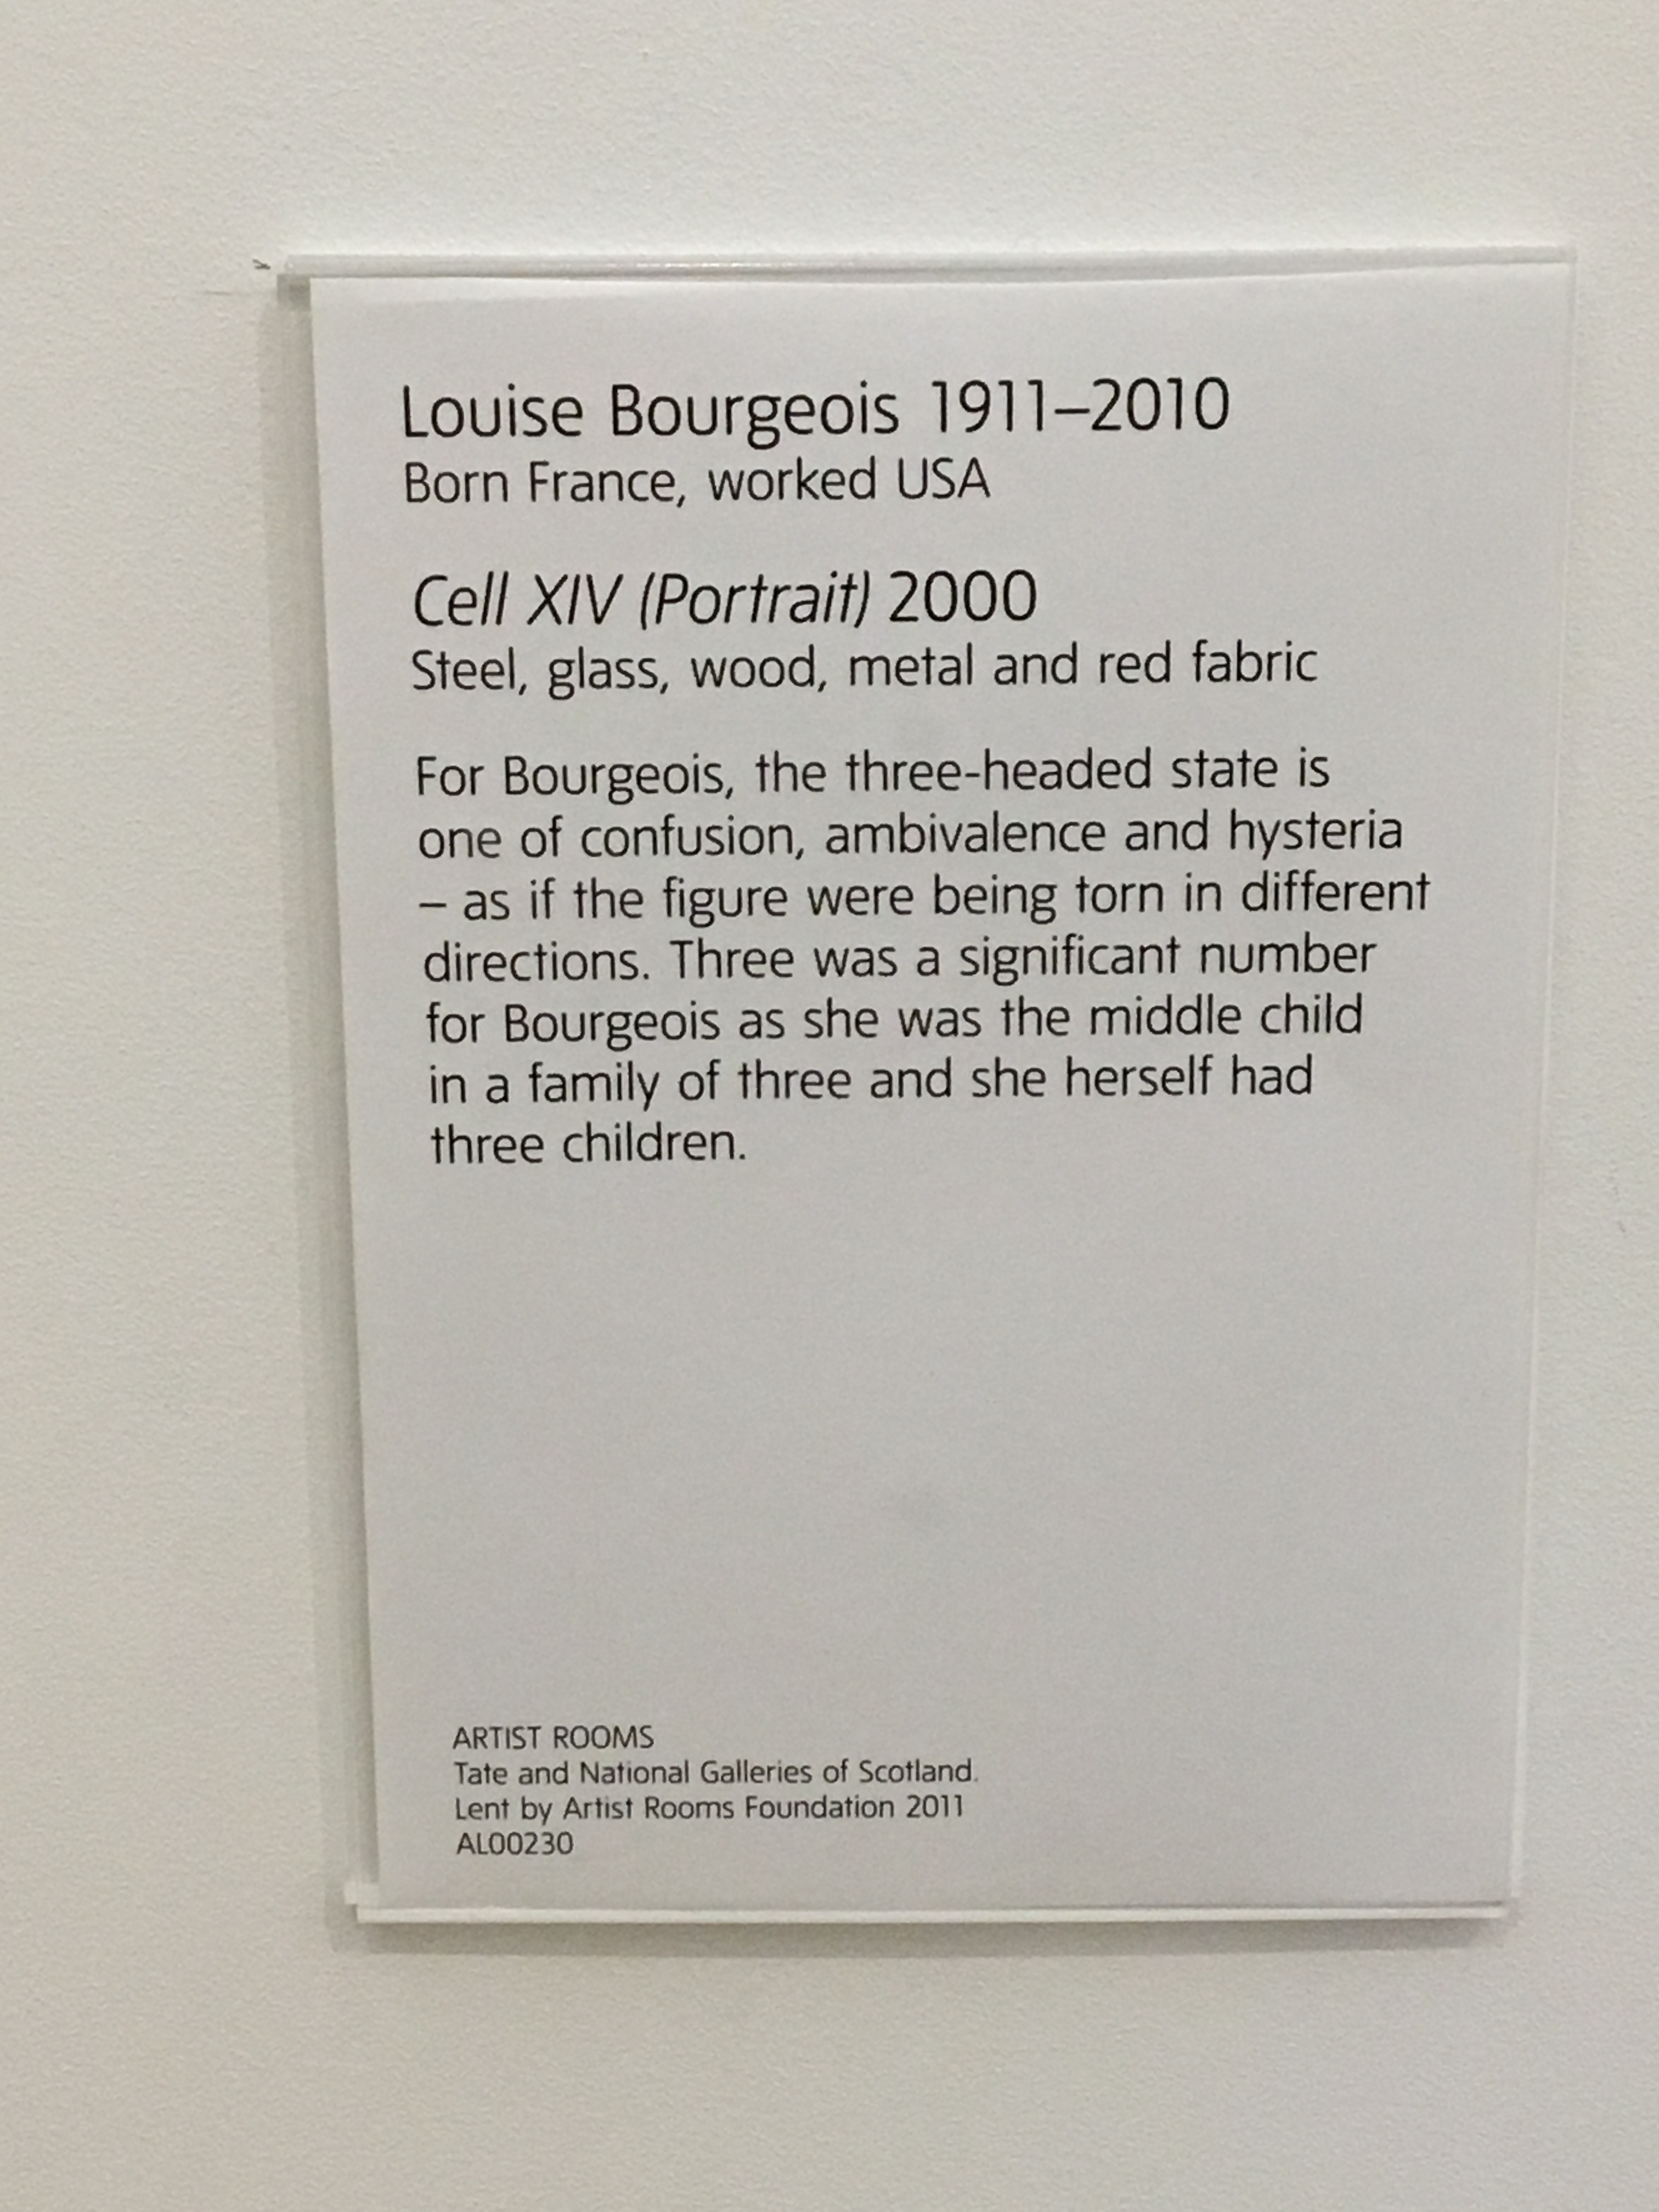 Louise Bourgeois 1911–2010
Born France, worked USA
Cell XIV (Portrait) 2000
Steel, glass, wood, metal and red fabric
For Bourgeois, the three-headed state is
one of confusion, ambivalence and hysteria
– as if the figure were being torn in different
directions. Three was a significant number
for Bourgeois as she was the middle child
in a family of three and she herself had
three children.
ARTIST ROOMS
Tate and National Galleries of Scotland.
Lent by Artist Rooms Foundation 2011
AL00230